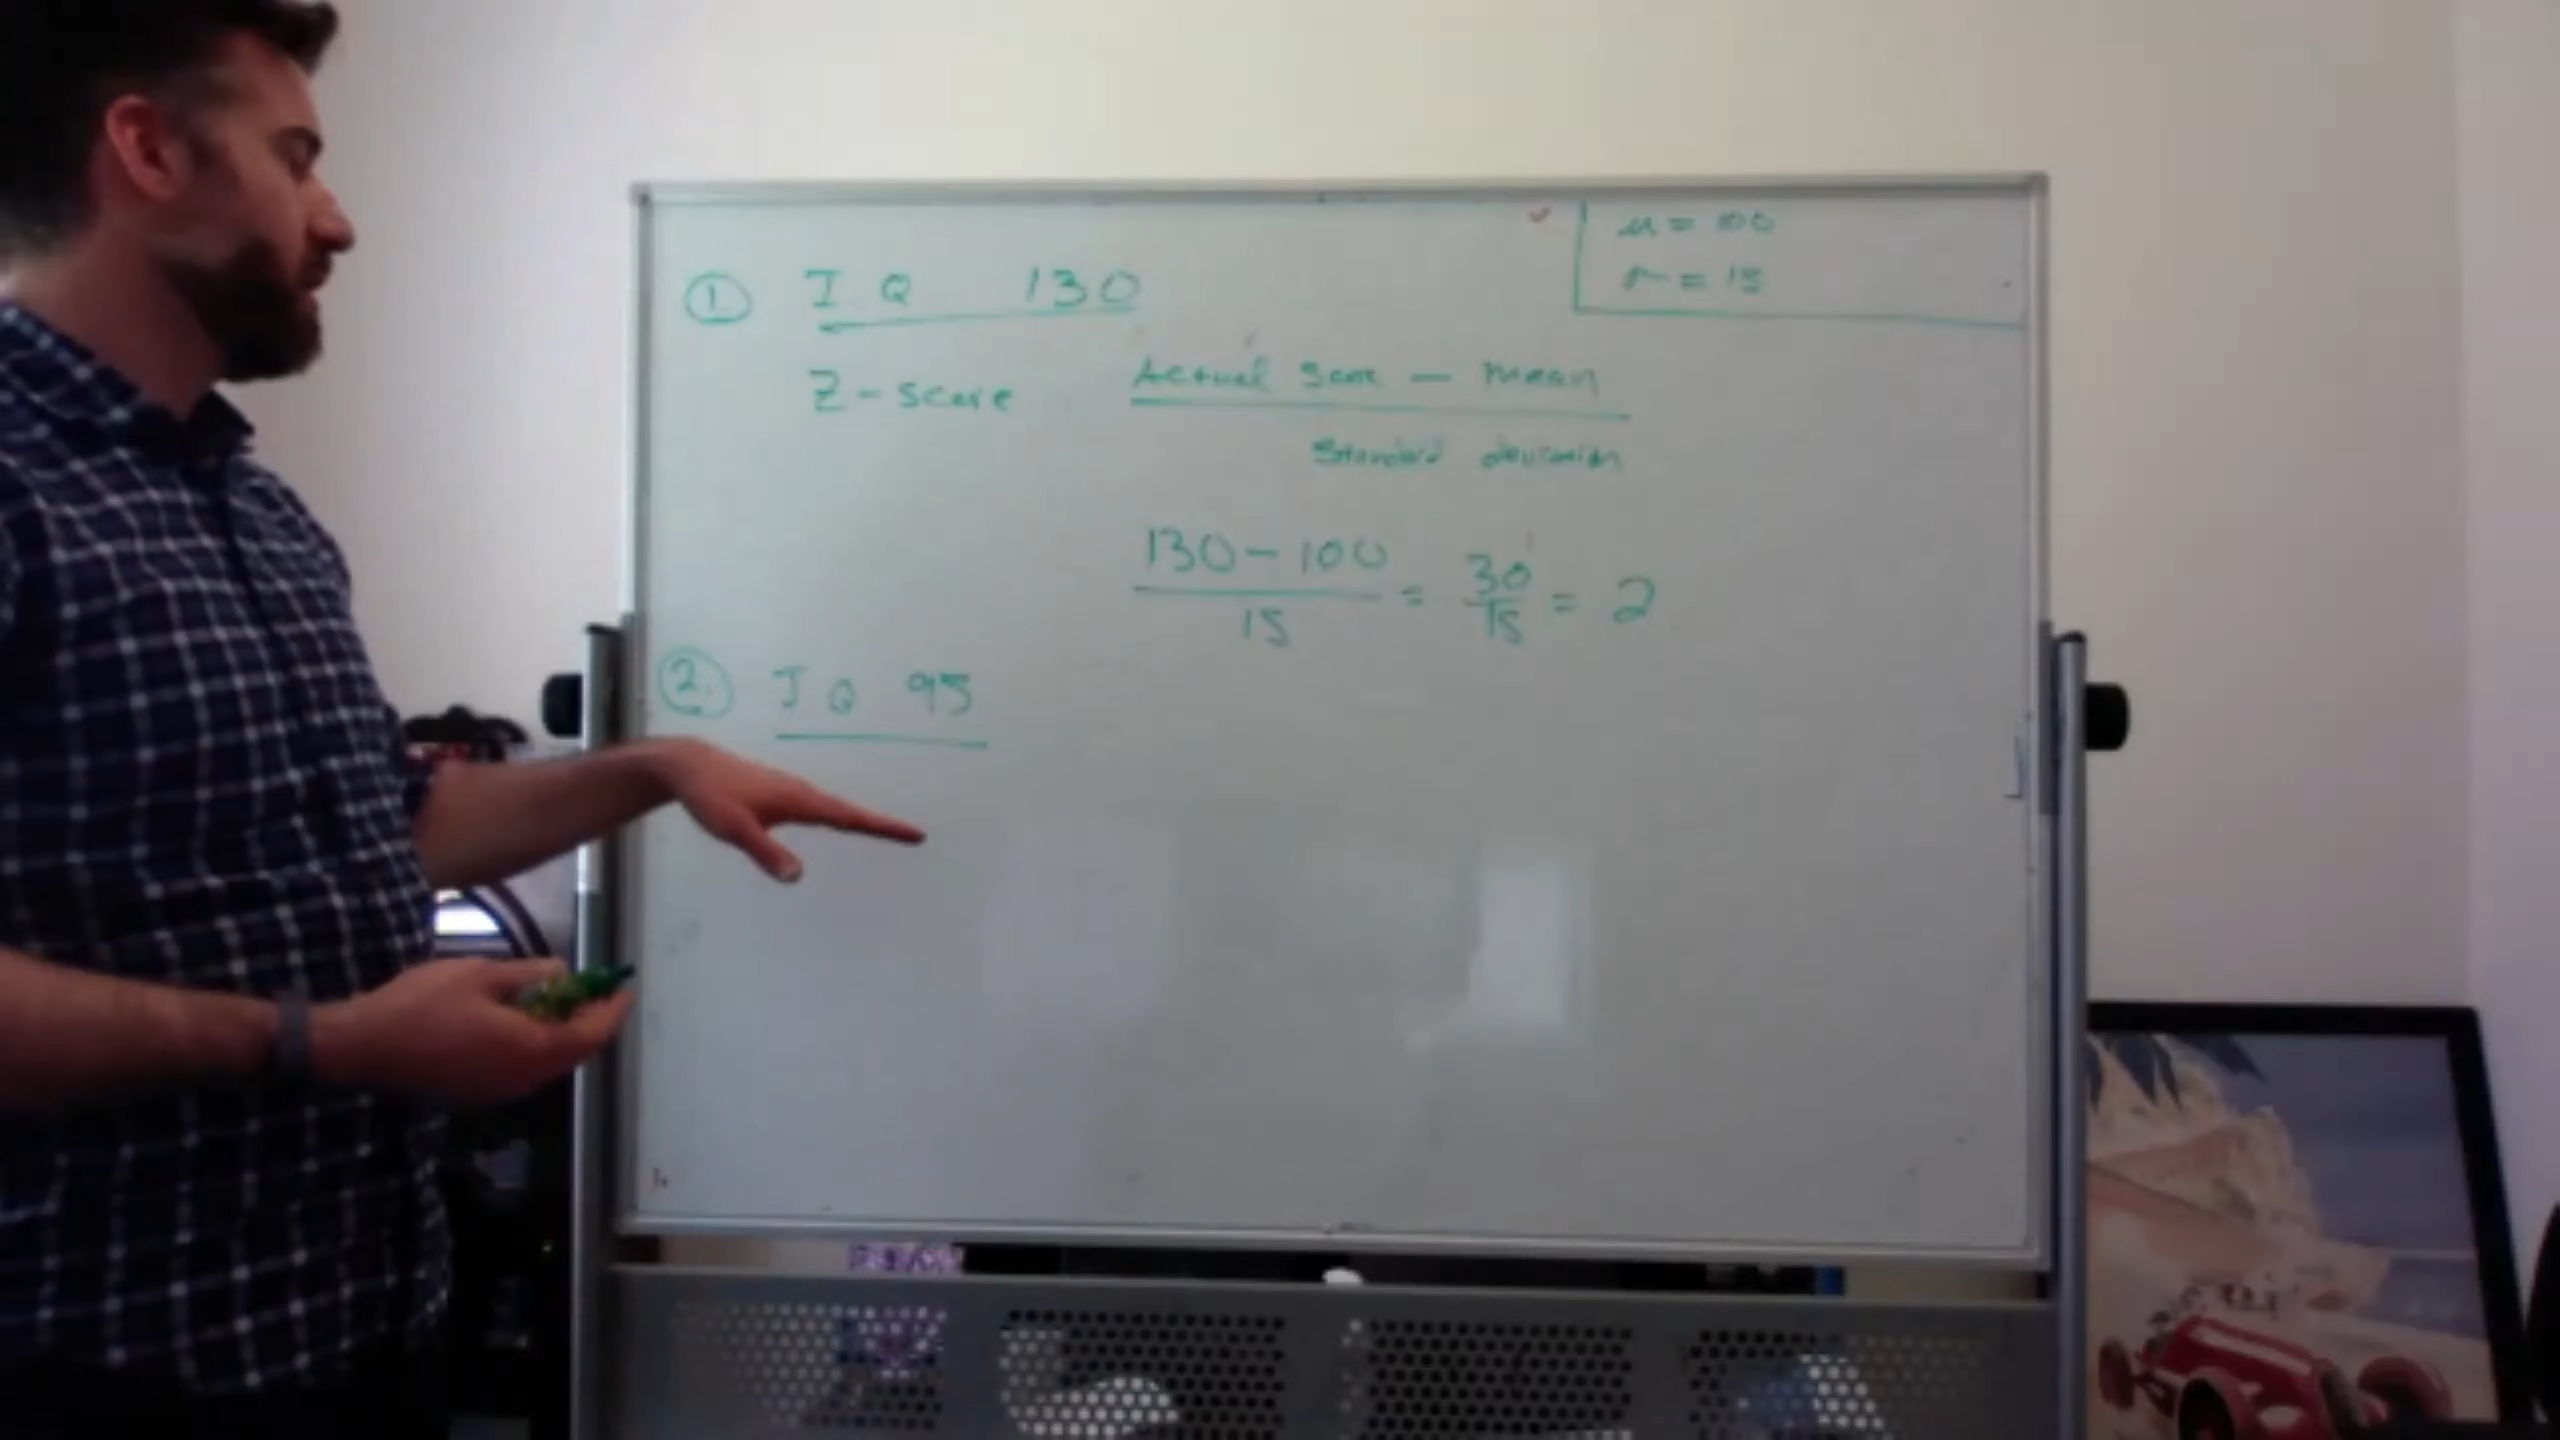 μ = 100
σ = 15
① IQ 130
Z-score Actual Score — mean
Standard deviation
130 - 100
15
= 30
15
= 2
②. IQ 95